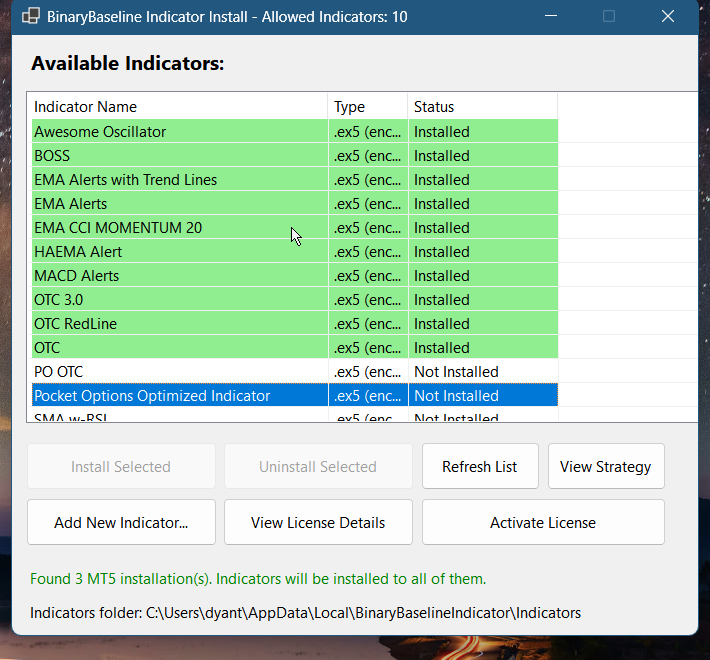 BinaryBaseline Indicator Install - Allowed Indicators: 10
Available Indicators:
Indicator Name Type Status
Awesome Oscillator .ex5 (enc... Installed
BOSS .ex5 (enc... Installed
EMA Alerts with Trend Lines .ex5 (enc... Installed
EMA Alerts .ex5 (enc... Installed
EMA CCI MOMENTUM 20 .ex5 (enc... Installed
HAEMA Alert .ex5 (enc... Installed
MACD Alerts .ex5 (enc... Installed
OTC 3.0 .ex5 (enc... Installed
OTC RedLine .ex5 (enc... Installed
OTC .ex5 (enc... Installed
PO OTC .ex5 (enc... Not Installed
Pocket Options Optimized Indicator .ex5 (enc... Not Installed
SMA w-RSI .ex5 (enc... Not Installed
Install Selected Uninstall Selected Refresh List View Strategy
Add New Indicator... View License Details Activate License
Found 3 MT5 installation(s). Indicators will be installed to all of them.
Indicators folder: C:\Users\dyant\AppData\Local\BinaryBaselineIndicator\Indicators